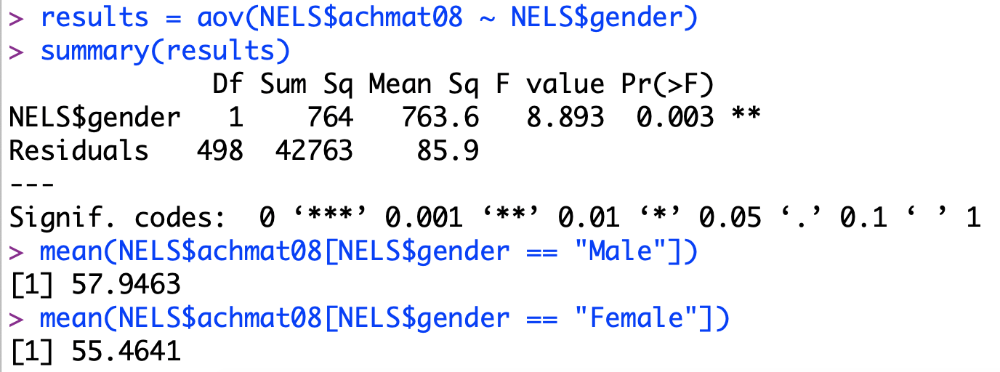 > results = aov(NELS$achmat08 ~ NELS$gender)
> summary(results)
             Df Sum Sq Mean Sq F value Pr(>F)
NELS$gender   1    764   763.6   8.893  0.003 **
Residuals   498  42763    85.9
---
Signif. codes:  0 ‘***’ 0.001 ‘**’ 0.01 ‘*’ 0.05 ‘.’ 0.1 ‘ ’ 1
> mean(NELS$achmat08[NELS$gender == "Male"])
[1] 57.9463
> mean(NELS$achmat08[NELS$gender == "Female"])
[1] 55.4641